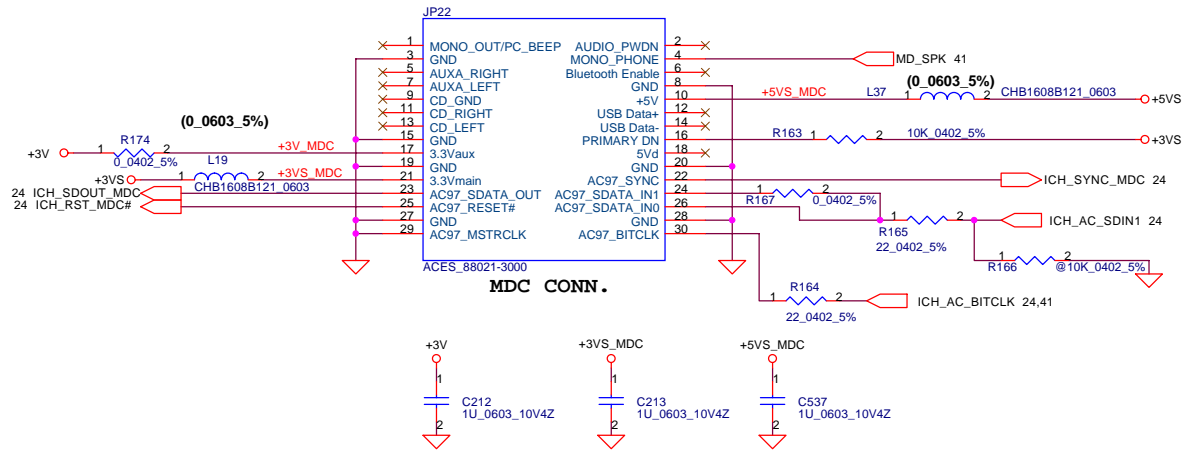 JP22
1 MONO_OUT/PC_BEEP AUDIO_PWDN 2
3 GND MONO_PHONE 4 MD_SPK 41
5 AUXA_RIGHT Bluetooth Enable 6
7 AUXA_LEFT GND 8 (0_0603_5%)
9 CD_GND +5V 10 +5VS_MDC L37 1 2 CHB1608B121_0603 +5VS
11 CD_RIGHT USB Data+ 12
(0_0603_5%) 13 CD_LEFT USB Data- 14
15 GND PRIMARY DN 16 R163 1 2 10K_0402_5% +3VS
+3V 1 R174 2 0_0402_5% +3V_MDC 17 3.3Vaux 5Vd 18
19 GND GND 20
+3VS 1 L19 2 CHB1608B121_0603 +3VS_MDC 21 3.3Vmain AC97_SYNC 22 ICH_SYNC_MDC 24
24 ICH_SDOUT_MDC 23 AC97_SDATA_OUT AC97_SDATA_IN1 24 R167 1 2 0_0402_5%
24 ICH_RST_MDC# 25 AC97_RESET# AC97_SDATA_IN0 26
27 GND GND 28 R165 1 2 22_0402_5% ICH_AC_SDIN1 24
29 AC97_MSTRCLK AC97_BITCLK 30
R166 1 2 @10K_0402_5%
ACES_88021-3000
MDC CONN.
R164 1 2 22_0402_5% ICH_AC_BITCLK 24,41
+3V +3VS_MDC +5VS_MDC
1 1 1
C212 C213 C537
1U_0603_10V4Z 1U_0603_10V4Z 1U_0603_10V4Z
2 2 2